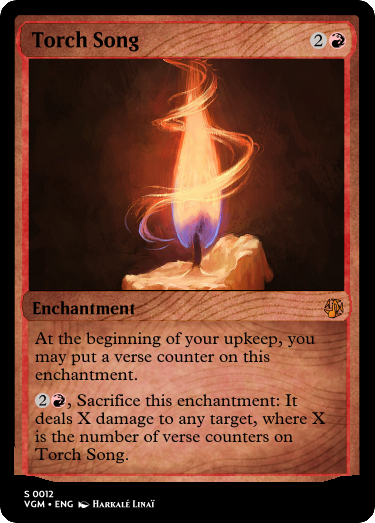 Torch Song 2
Enchantment
At the beginning of your upkeep, you
may put a verse counter on this
enchantment.
2 , Sacrifice this enchantment: It
deals X damage to any target, where X
is the number of verse counters on
Torch Song.
S 0012
VGM • ENG Harkalé Linaï